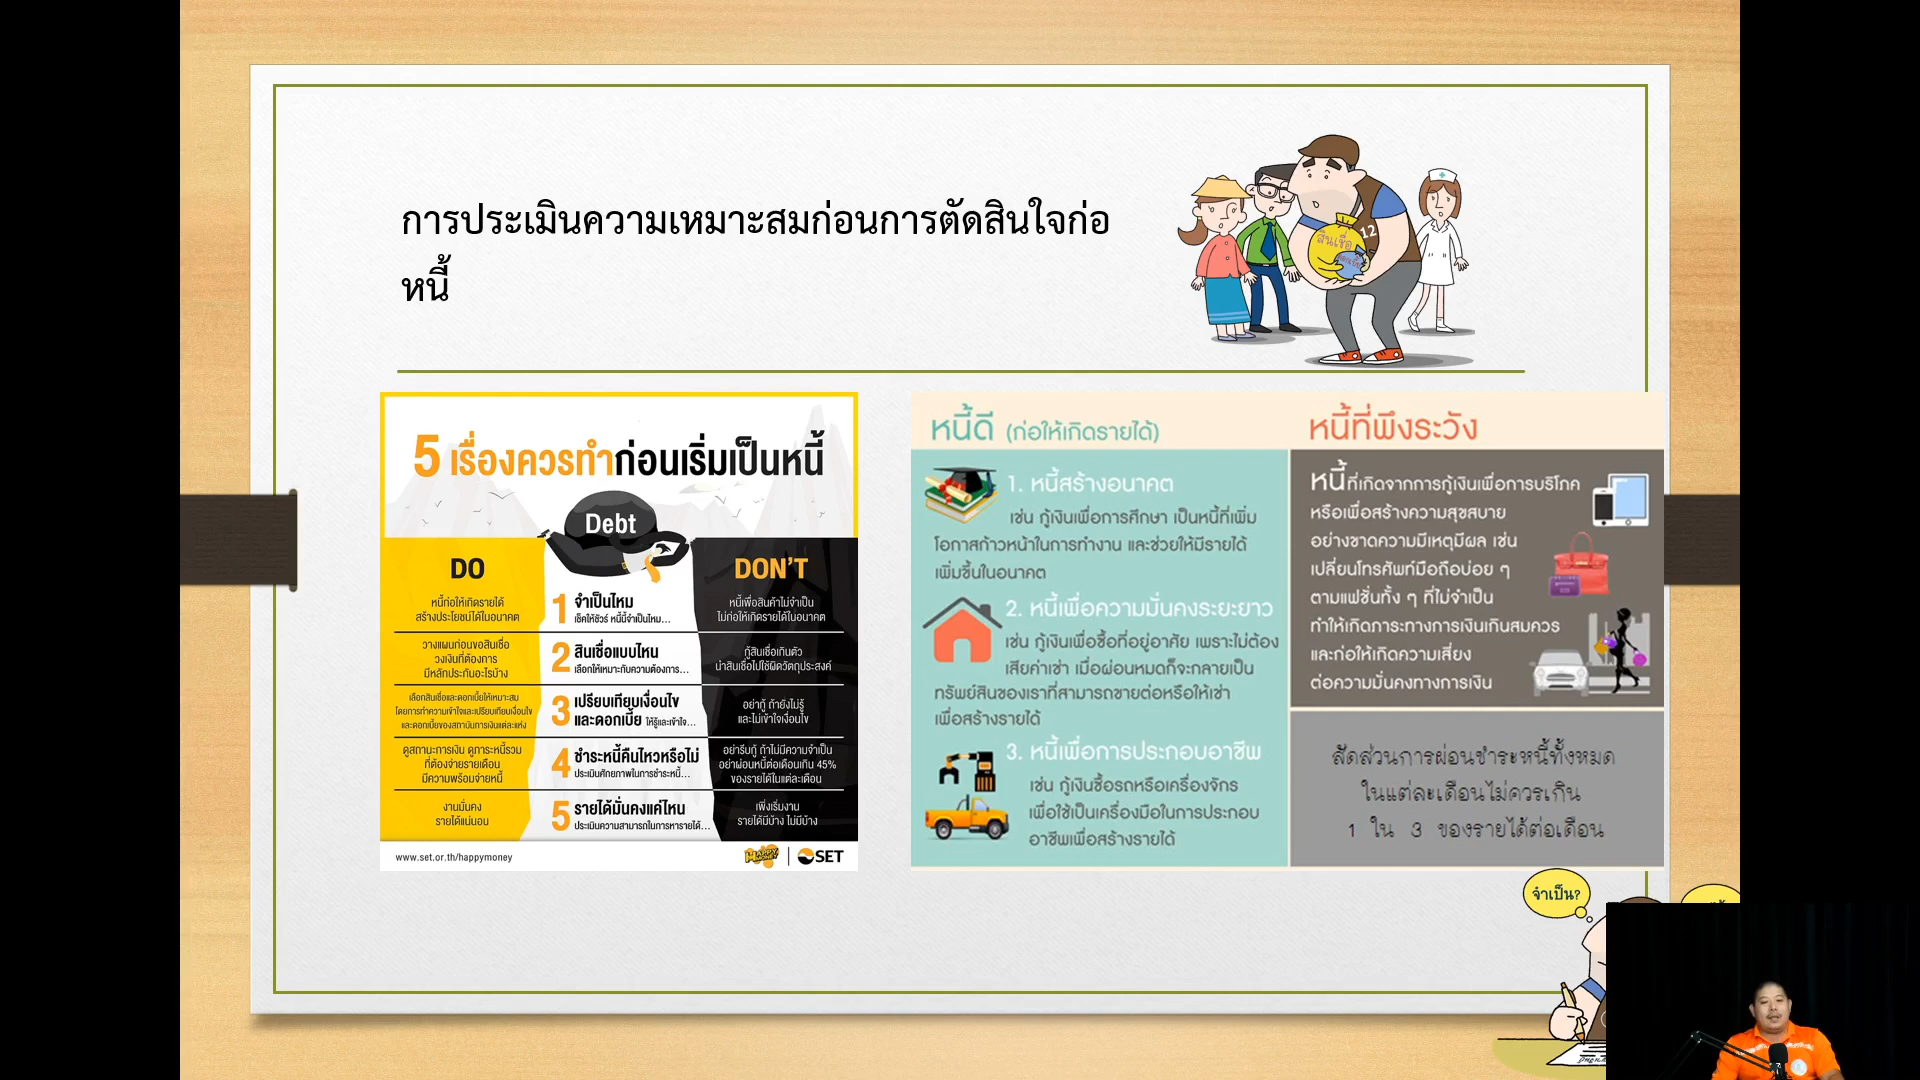 การประเมินความเหมาะสมก่อนการตัดสินใจก่อ
หนี้
สินเชื่อ
12
5 เรื่องควรทำก่อนเริ่มเป็นหนี้
Debt
DO
DON'T
หนี้ก่อให้เกิดรายได้
สร้างประโยชน์ได้ในอนาคต
1 จำเป็นไหม
เช็คให้ชัวร์ หนี้นี้จำเป็นไหม...
หนี้เพื่อสินค้าไม่จำเป็น
ไม่ก่อให้เกิดรายได้ในอนาคต
วางแผนก่อนขอสินเชื่อ
วงเงินที่ต้องการ
มีหลักประกันอะไรบ้าง
2 สินเชื่อแบบไหน
เลือกให้เหมาะกับความต้องการ...
กู้สินเชื่อเกินตัว
นำสินเชื่อไปใช้ผิดวัตถุประสงค์
เลือกสินเชื่อและดอกเบี้ยให้เหมาะสม
โดยการทำความเข้าใจและเปรียบเทียบเงื่อนไข
และดอกเบี้ยของสถาบันการเงินแต่ละแห่ง
3 เปรียบเทียบเงื่อนไข
และดอกเบี้ย ให้รู้และเข้าใจ...
อย่ากู้ ถ้ายังไม่รู้
และไม่เข้าใจเงื่อนไข
ดูสถานะการเงิน ดูภาระหนี้รวม
ที่ต้องจ่ายรายเดือน
มีความพร้อมจ่ายหนี้
4 ชำระหนี้คืนไหวหรือไม่
ประเมินศักยภาพในการชำระหนี้...
อย่ารีบกู้ ถ้าไม่มีความจำเป็น
อย่าผ่อนหนี้ต่อเดือนเกิน 45%
ของรายได้ในแต่ละเดือน
งานมั่นคง
รายได้แน่นอน
5 รายได้มั่นคงแค่ไหน
ประเมินความสามารถในการหารายได้...
เพิ่งเริ่มงาน
รายได้มีบ้าง ไม่มีบ้าง
www.set.or.th/happymoney
HAPPY MONEY
SET
หนี้ดี (ก่อให้เกิดรายได้)
1. หนี้สร้างอนาคต
เช่น กู้เงินเพื่อการศึกษา เป็นหนี้ที่เพิ่ม
โอกาสก้าวหน้าในการทำงาน และช่วยให้มีรายได้
เพิ่มขึ้นในอนาคต
2. หนี้เพื่อความมั่นคงระยะยาว
เช่น กู้เงินเพื่อซื้อที่อยู่อาศัย เพราะไม่ต้อง
เสียค่าเช่า เมื่อผ่อนหมดก็จะกลายเป็น
ทรัพย์สินของเราที่สามารถขายต่อหรือให้เช่า
เพื่อสร้างรายได้
3. หนี้เพื่อการประกอบอาชีพ
เช่น กู้เงินซื้อรถหรือเครื่องจักร
เพื่อใช้เป็นเครื่องมือในการประกอบ
อาชีพเพื่อสร้างรายได้
หนี้ที่พึงระวัง
หนี้ที่เกิดจากการกู้เงินเพื่อการบริโภค
หรือเพื่อสร้างความสุขสบาย
อย่างขาดความมีเหตุมีผล เช่น
เปลี่ยนโทรศัพท์มือถือบ่อย ๆ
ตามแฟชั่นทั้ง ๆ ที่ไม่จำเป็น
ทำให้เกิดภาระทางการเงินเกินสมควร
และก่อให้เกิดความเสี่ยง
ต่อความมั่นคงทางการเงิน
สัดส่วนการผ่อนชำระหนี้ทั้งหมด
ในแต่ละเดือนไม่ควรเกิน
1 ใน 3 ของรายได้ต่อเดือน
จำเป็น?